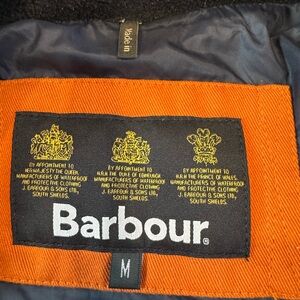 Made in
BY APPOINTMENT TO
HER MAJESTY THE QUEEN,
MANUFACTURERS OF WATERPROOF
AND PROTECTIVE CLOTHING
J. BARBOUR & SONS LTD.,
SOUTH SHIELDS.
BY APPOINTMENT TO
H.R.H. THE DUKE OF EDINBURGH
MANUFACTURERS OF WATERPROOF
AND PROTECTIVE CLOTHING
J. BARBOUR & SONS LTD.,
SOUTH SHIELDS.
BY APPOINTMENT TO
H.R.H. THE PRINCE OF WALES,
MANUFACTURERS OF WATERPROOF
AND PROTECTIVE CLOTHING
J. BARBOUR & SONS LTD.,
SOUTH SHIELDS.
Barbour®
M